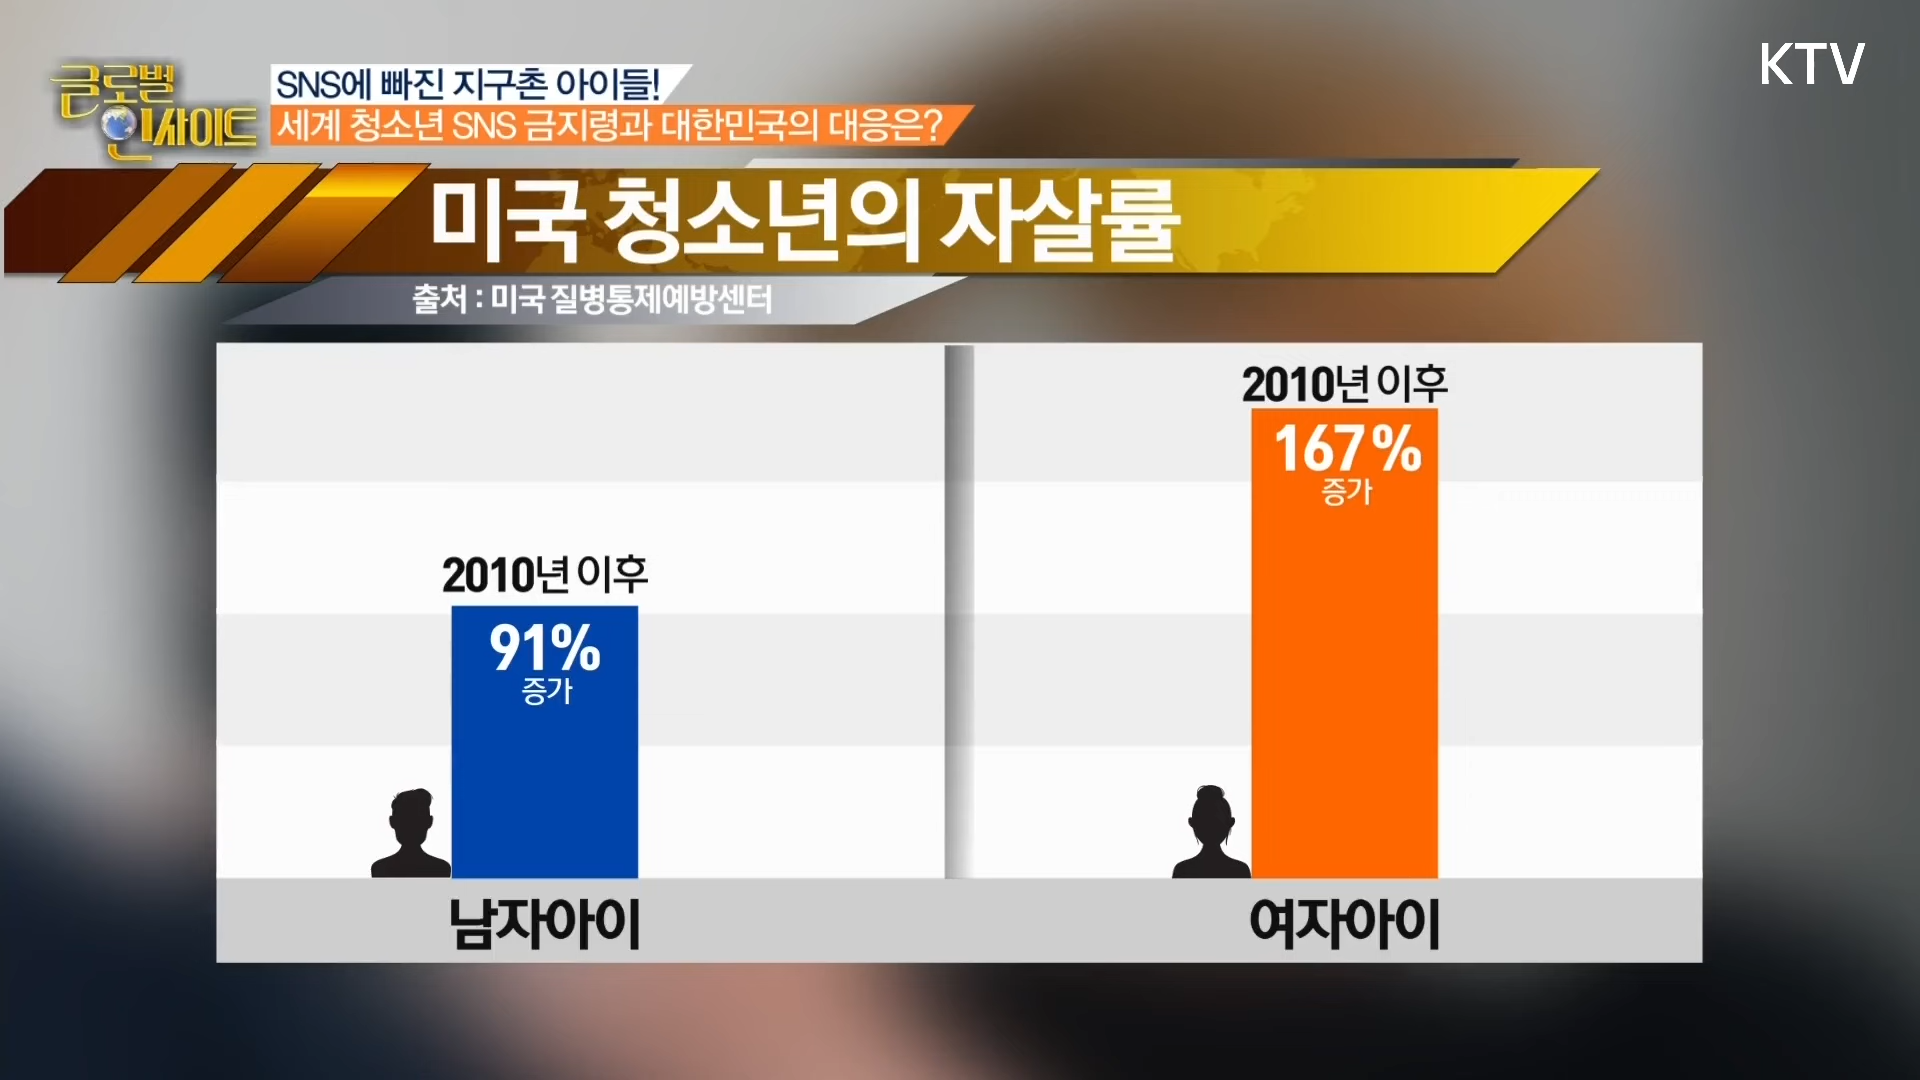 글로벌
인사이트
SNS에 빠진 지구촌 아이들!
세계 청소년 SNS 금지령과 대한민국의 대응은?
KTV
미국 청소년의 자살률
출처 : 미국 질병통제예방센터
2010년 이후
91%
증가
남자아이
2010년 이후
167%
증가
여자아이